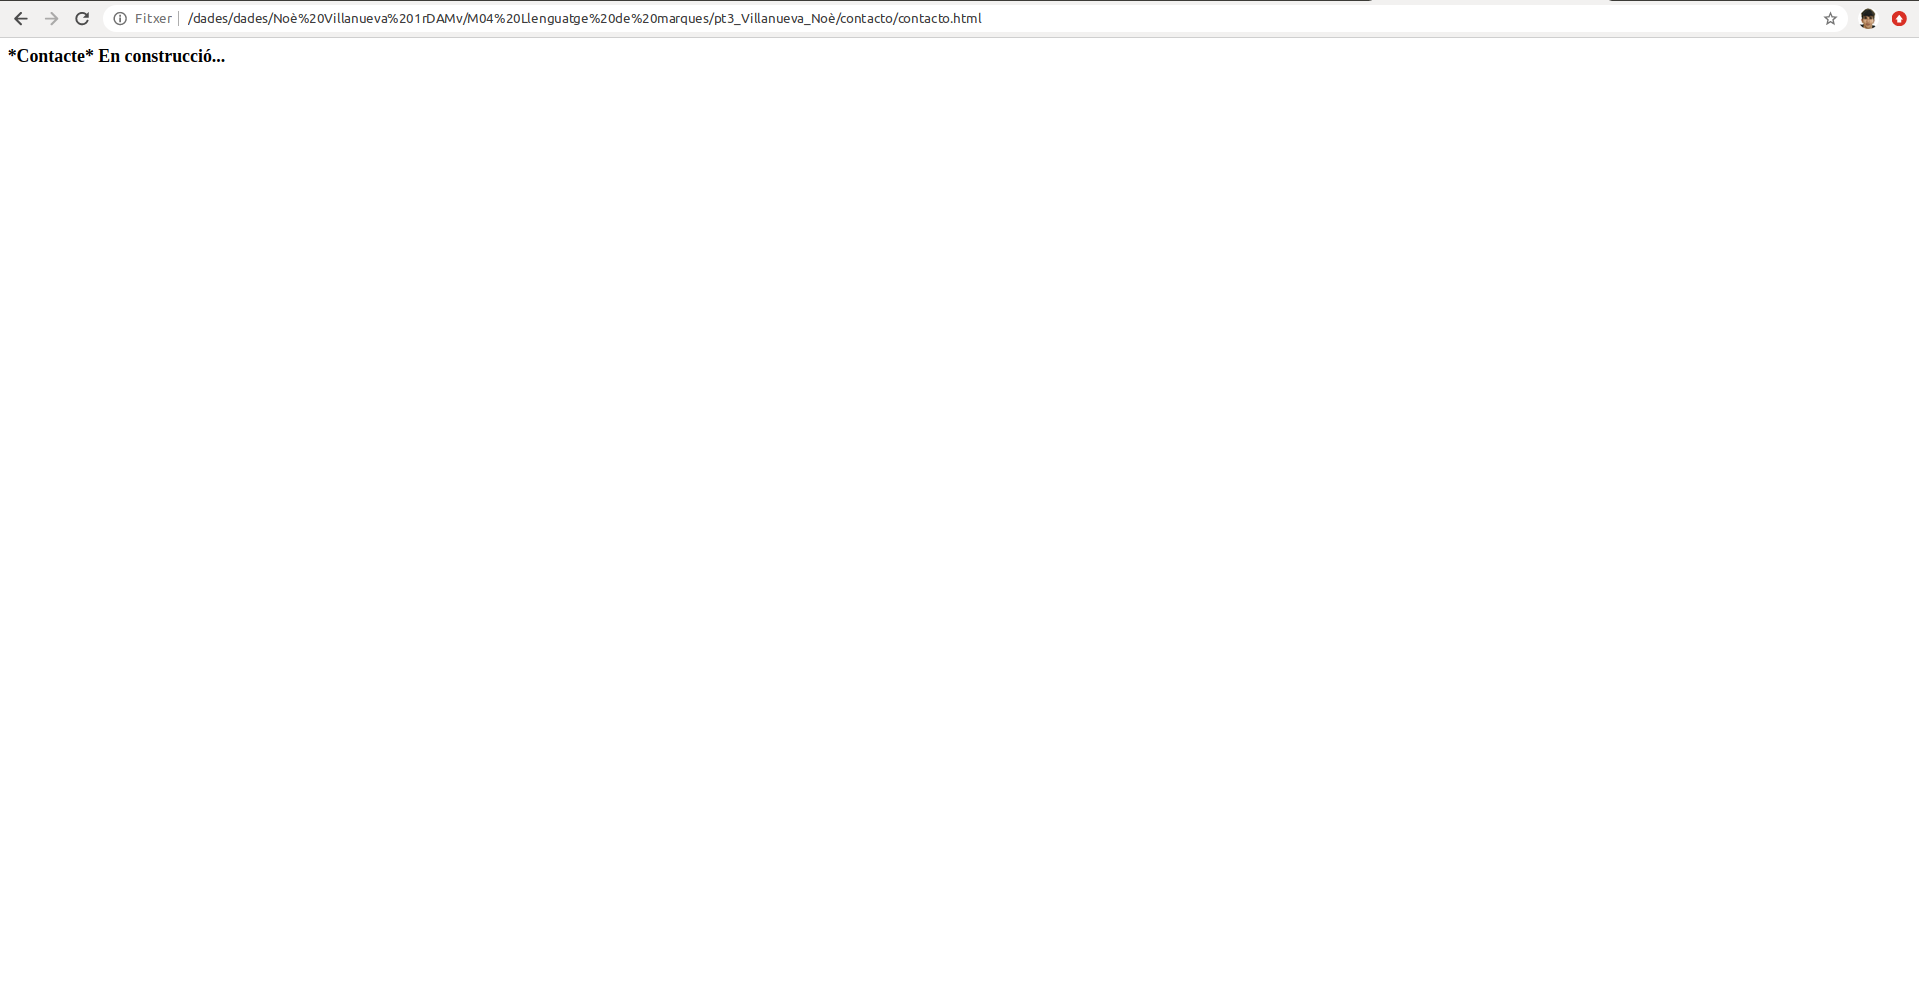 Fitxer /dades/dades/Noè%20Villanueva%201rDAMv/M04%20Llenguatge%20de%20marques/pt3_Villanueva_Noè/contacto/contacto.html
*Contacte* En construcció...